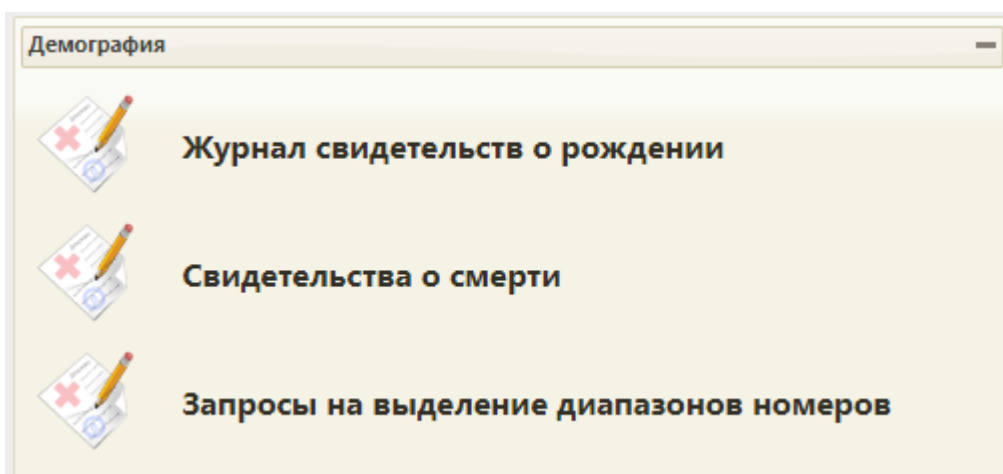 Демография
Журнал свидетельств о рождении
Свидетельства о смерти
Запросы на выделение диапазонов номеров